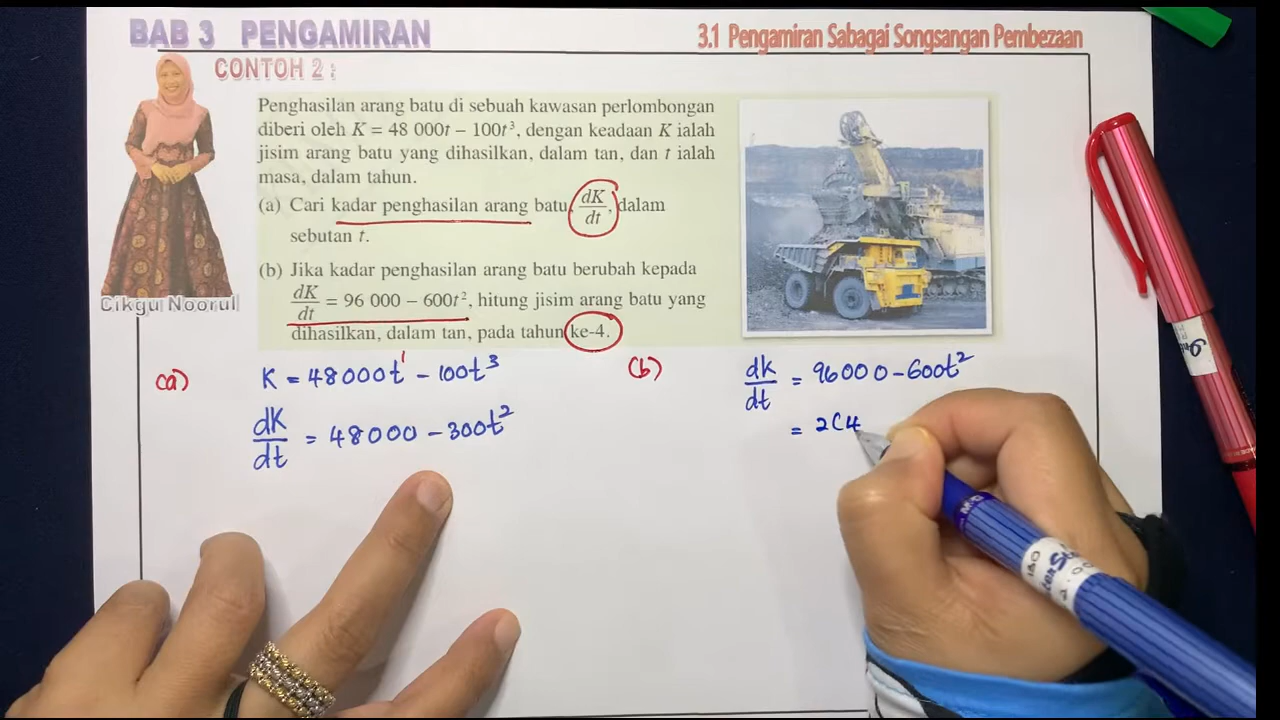 BAB 3 PENGAMIRAN
3.1 Pengamiran Sabagai Songsangan Pembezaan
CONTOH 2 :
Cikgu Noorul
Penghasilan arang batu di sebuah kawasan perlombongan
diberi oleh K = 48 000t − 100t³, dengan keadaan K ialah
jisim arang batu yang dihasilkan, dalam tan, dan t ialah
masa, dalam tahun.
(a) Cari kadar penghasilan arang batu, dK/dt, dalam
sebutan t.
(b) Jika kadar penghasilan arang batu berubah kepada
dK/dt = 96 000 − 600t², hitung jisim arang batu yang
dihasilkan, dalam tan, pada tahun ke-4.
(a) K = 48000t¹ − 100t³
dK/dt = 48000 − 300t²
(b) dK/dt = 96000 − 600t²
= 2(4